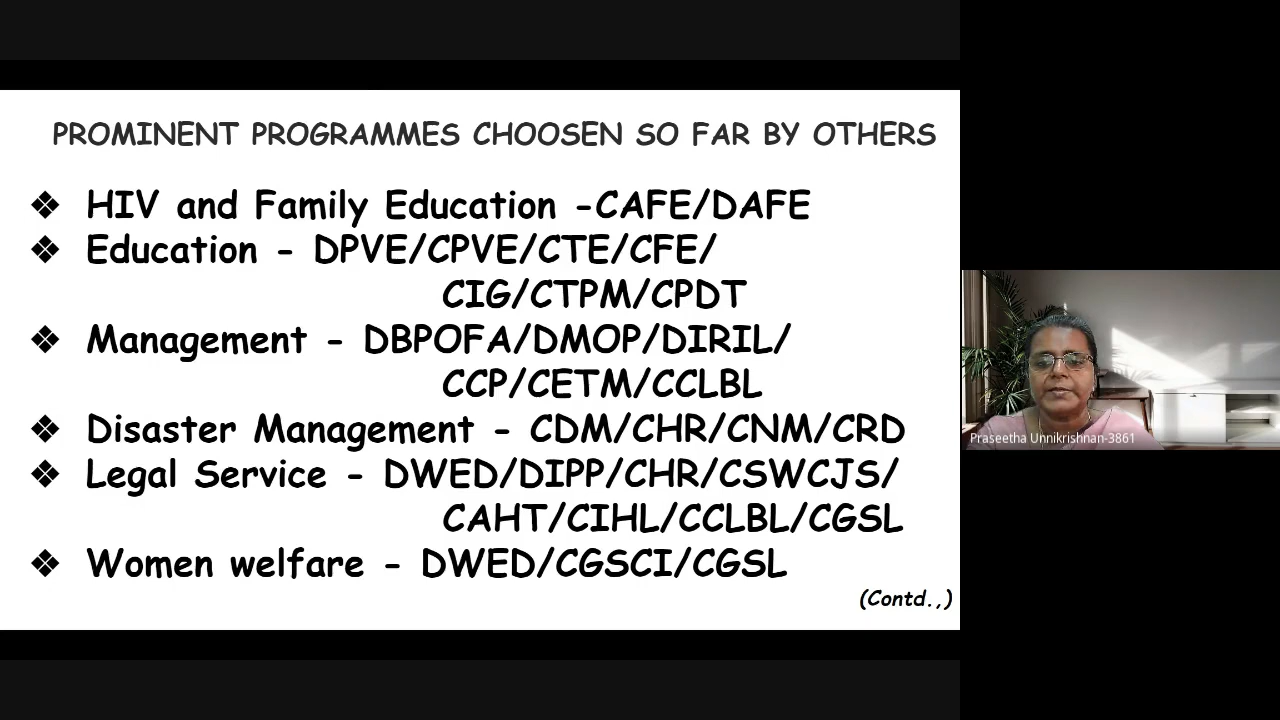 PROMINENT PROGRAMMES CHOOSEN SO FAR BY OTHERS
❖ HIV and Family Education -CAFE/DAFE
❖ Education - DPVE/CPVE/CTE/CFE/
CIG/CTPM/CPDT
❖ Management - DBPOFA/DMOP/DIRIL/
CCP/CETM/CCLBL
❖ Disaster Management - CDM/CHR/CNM/CRD
❖ Legal Service - DWED/DIPP/CHR/CSWCJS/
CAHT/CIHL/CCLBL/CGSL
❖ Women welfare - DWED/CGSCI/CGSL
(Contd.,)
Praseetha Unnikrishnan-3861